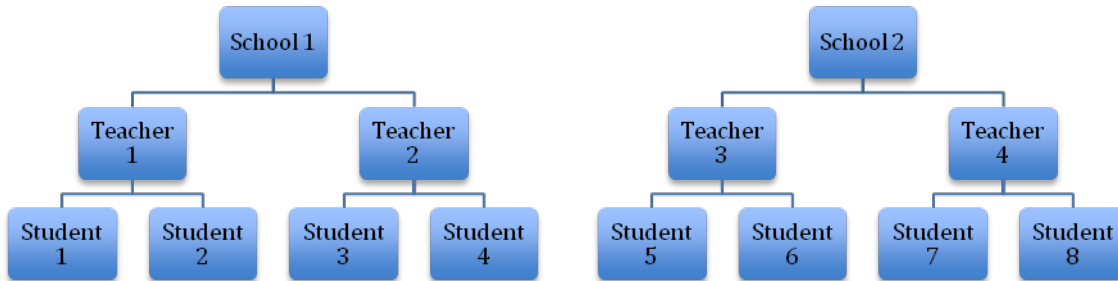 School 1
School 2
Teacher
1
Teacher
2
Teacher
3
Teacher
4
Student
1
Student
2
Student
3
Student
4
Student
5
Student
6
Student
7
Student
8